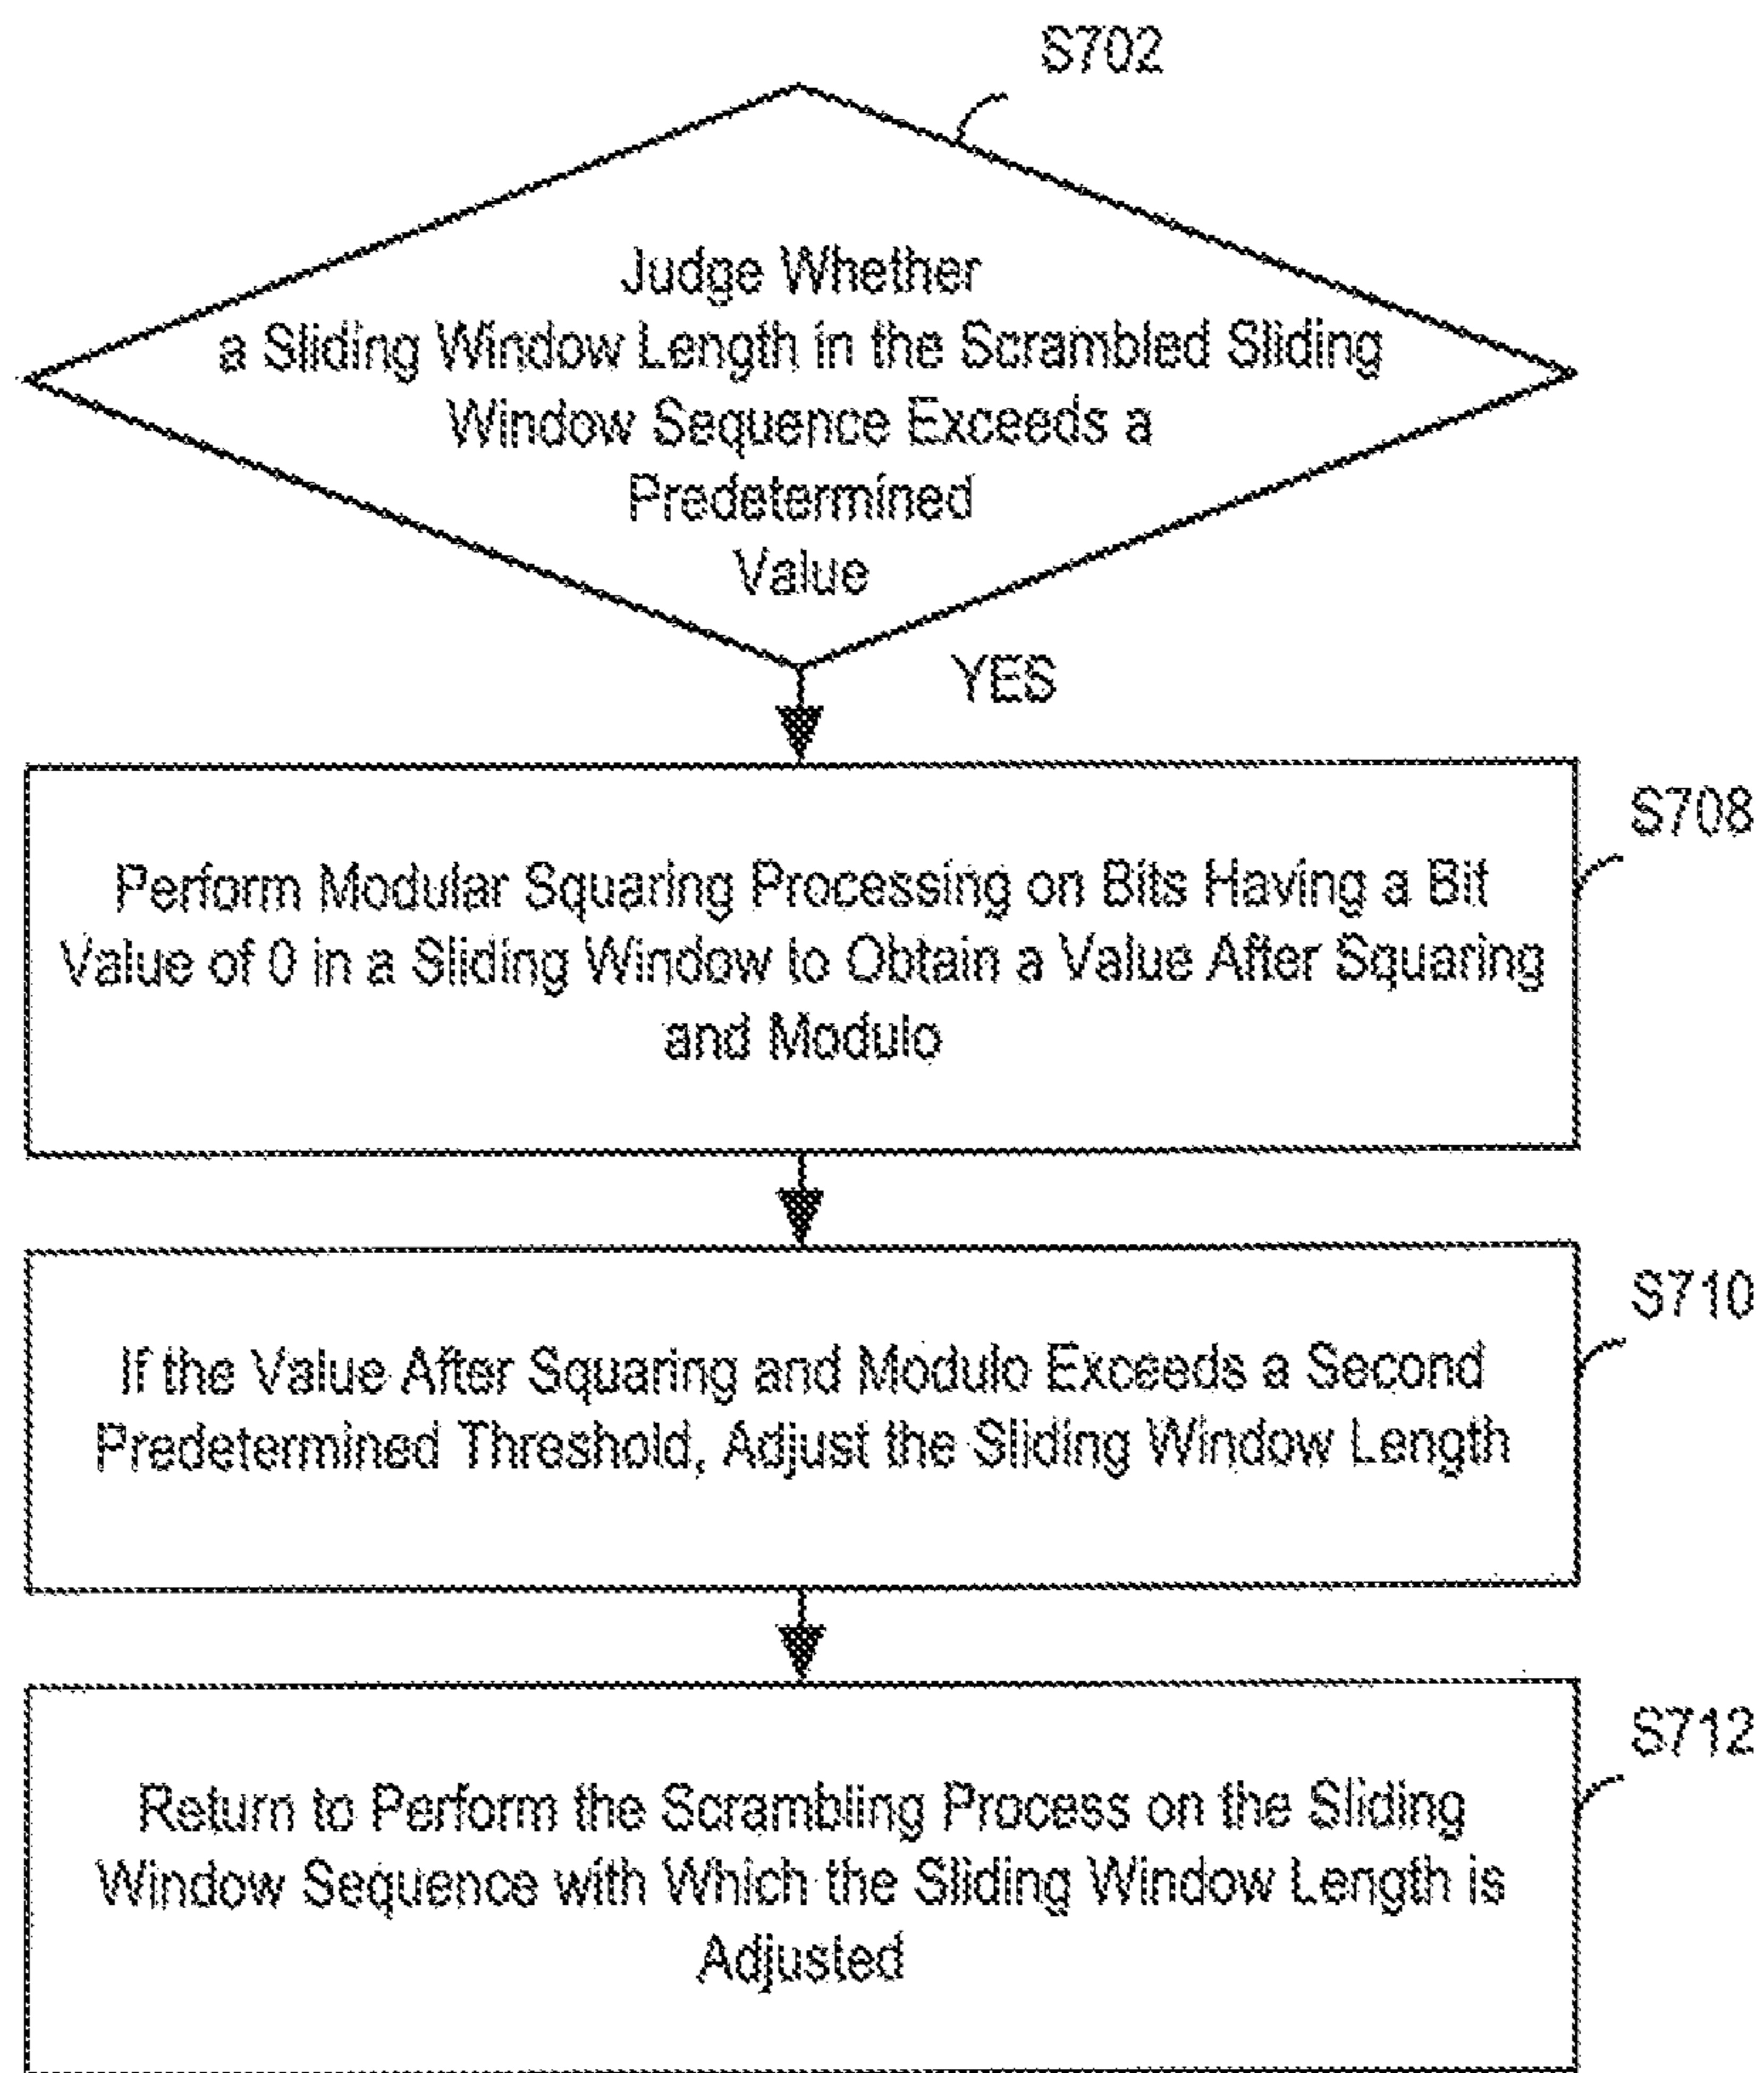 S702
Judge Whether
a Sliding Window Length in the Scrambled Sliding
Window Sequence Exceeds a
Predetermined
Value
YES
S708
Perform Modular Squaring Processing on Bits Having a Bit
Value of 0 in a Sliding Window to Obtain a Value After Squaring
and Modulo
S710
If the Value After Squaring and Modulo Exceeds a Second
Predetermined Threshold, Adjust the Sliding Window Length
S712
Return to Perform the Scrambling Process on the Sliding
Window Sequence with Which the Sliding Window Length is
Adjusted